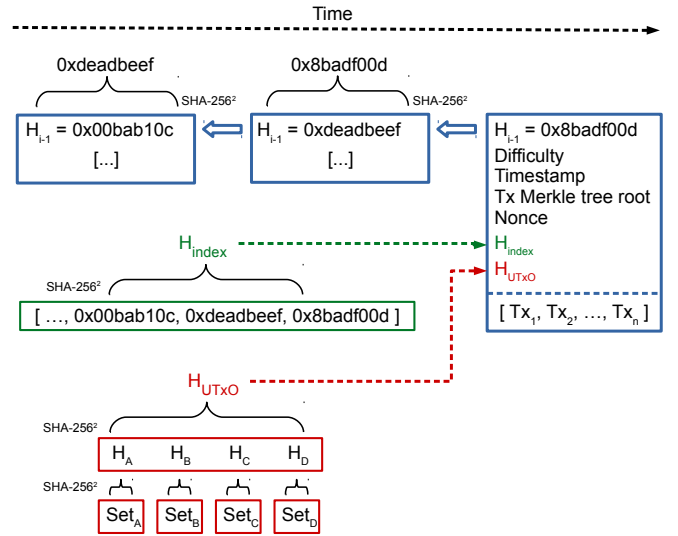 Time
0xdeadbeef
0x8badf00d
SHA-256²
SHA-256²
Hi-1 = 0x00bab10c
[...]
Hi-1 = 0xdeadbeef
[...]
Hi-1 = 0x8badf00d
Difficulty
Timestamp
Tx Merkle tree root
Nonce
Hindex
HUTxO
[ Tx1, Tx2, …, Txn ]
Hindex
SHA-256²
[ …, 0x00bab10c, 0xdeadbeef, 0x8badf00d ]
HUTxO
SHA-256²
HA HB HC HD
SHA-256²
SetA SetB SetC SetD